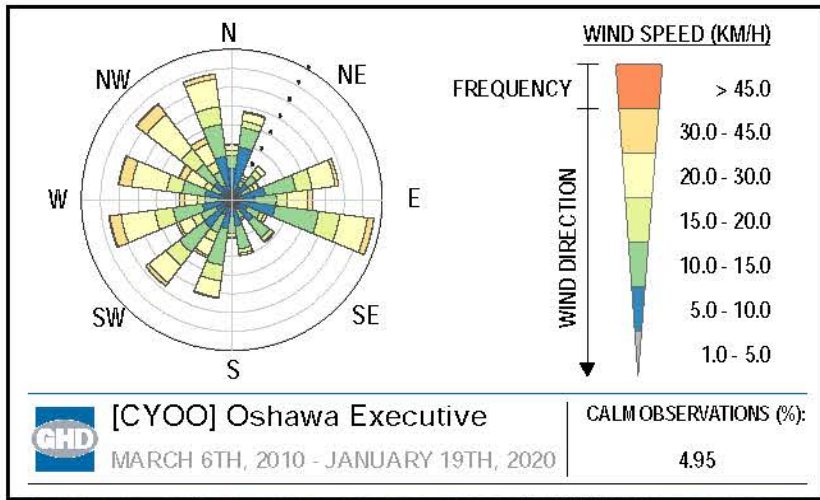 N
NE
E
SE
S
SW
W
NW
WIND SPEED (KM/H)
FREQUENCY
WIND DIRECTION
> 45.0
30.0 - 45.0
20.0 - 30.0
15.0 - 20.0
10.0 - 15.0
5.0 - 10.0
1.0 - 5.0
GHD
[CYOO] Oshawa Executive
MARCH 6TH, 2010 - JANUARY 19TH, 2020
CALM OBSERVATIONS (%):
4.95